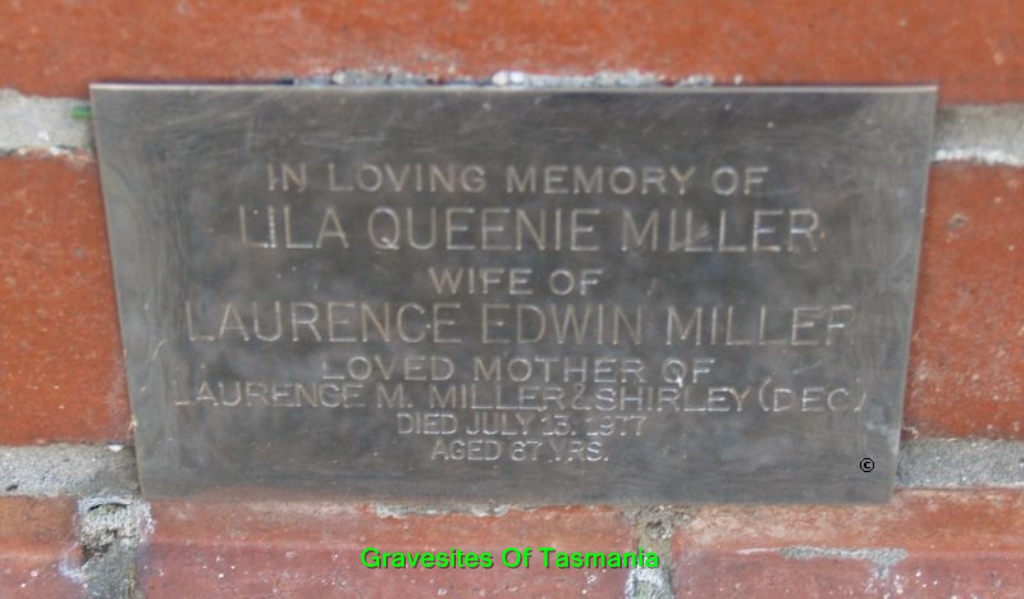 IN LOVING MEMORY OF
LILA QUEENIE MILLER
WIFE OF
LAURENCE EDWIN MILLER
LOVED MOTHER OF
LAURENCE M. MILLER & SHIRLEY (DEC)
DIED JULY 13. 1977
AGED 67 YRS.
©
Gravesites Of Tasmania